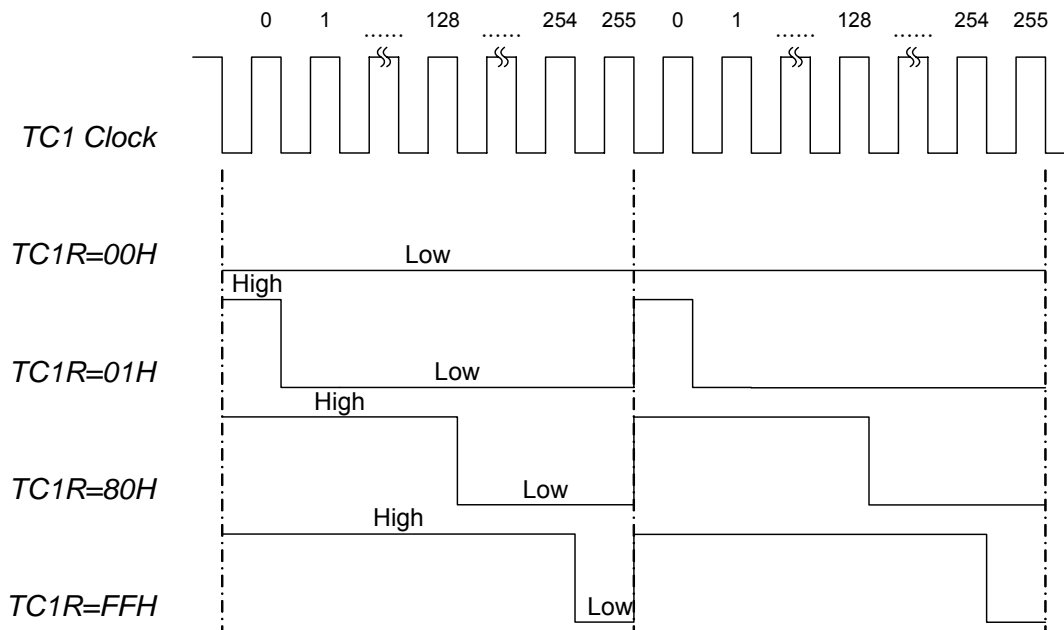 0 1 ...... 128 ...... 254 255 0 1 ...... 128 ...... 254 255
TC1 Clock
TC1R=00H
Low
High
TC1R=01H
Low
High
TC1R=80H
Low
High
TC1R=FFH
Low